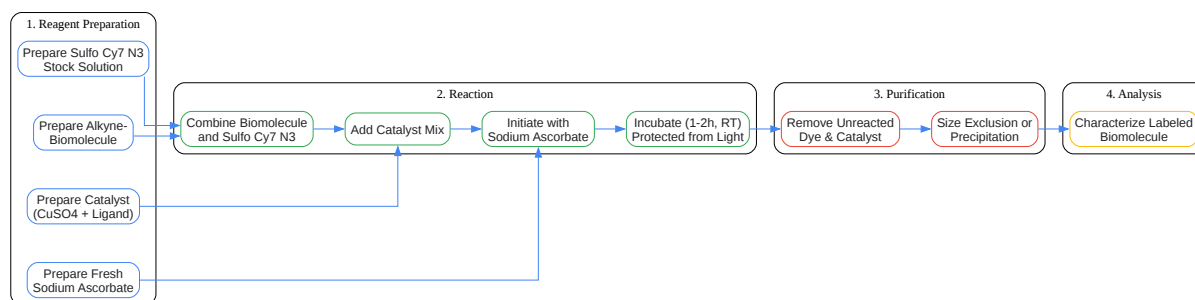 1. Reagent Preparation
Prepare Sulfo Cy7 N3
Stock Solution
Prepare Alkyne-
Biomolecule
Prepare Catalyst
(CuSO4 + Ligand)
Prepare Fresh
Sodium Ascorbate
2. Reaction
Combine Biomolecule
and Sulfo Cy7 N3
Add Catalyst Mix
Initiate with
Sodium Ascorbate
Incubate (1-2h, RT)
Protected from Light
3. Purification
Remove Unreacted
Dye & Catalyst
Size Exclusion or
Precipitation
4. Analysis
Characterize Labeled
Biomolecule